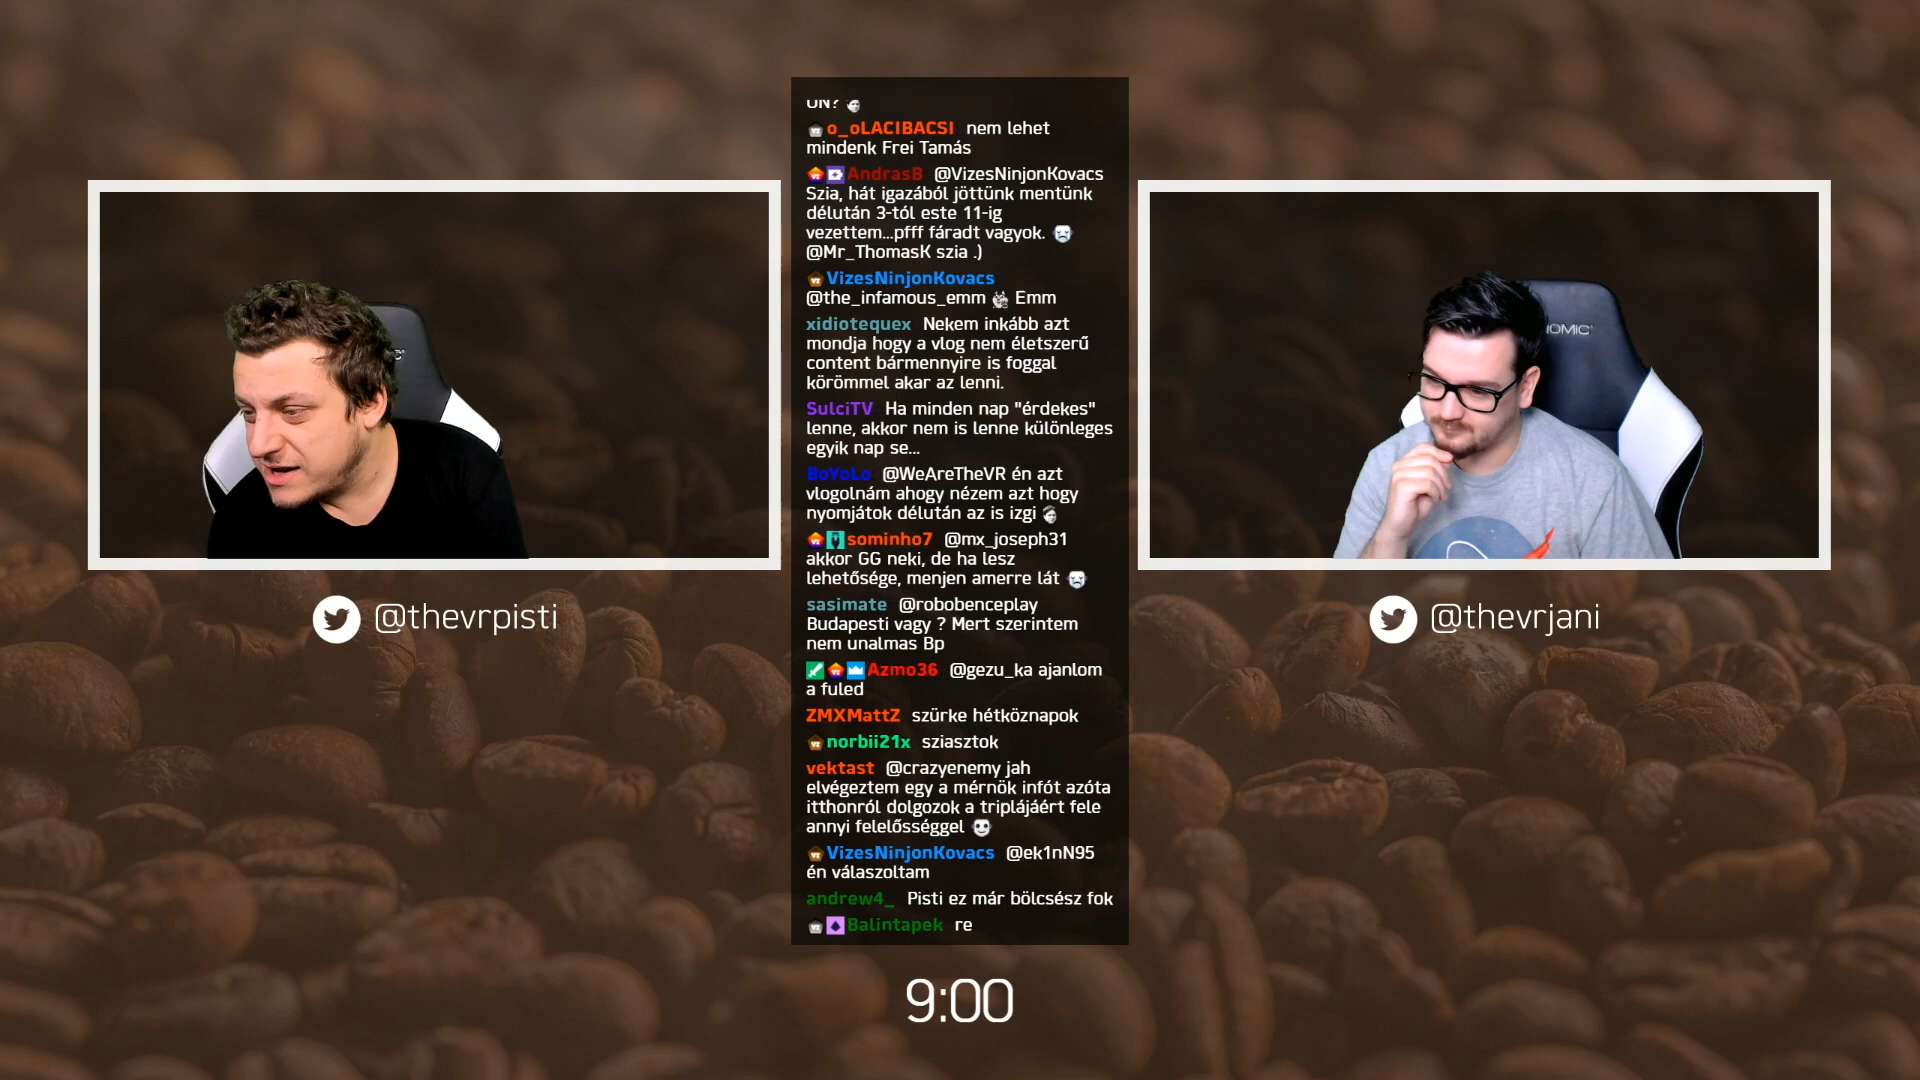 ÖN?
o_oLACIBACSI nem lehet
mindenk Frei Tamás
AndrasB @VizesNinjonKovacs
Szia, hát igazából jöttünk mentünk
délután 3-tól este 11-ig
vezettem...pfff fáradt vagyok.
@Mr_ThomasK szia .)
VizesNinjonKovacs
@the_infamous_emm Emm
xidiotequex Nekem inkább azt
mondja hogy a vlog nem életszerű
content bármennyire is foggal
körömmel akar az lenni.
SulciTV Ha minden nap "érdekes"
lenne, akkor nem is lenne különleges
egyik nap se...
BoYoLo @WeAreTheVR én azt
vlogolnám ahogy nézem azt hogy
nyomjátok délután az is izgi
sominho7 @mx_joseph31
akkor GG neki, de ha lesz
lehetősége, menjen amerre lát
sasimate @robobenceplay
Budapesti vagy ? Mert szerintem
nem unalmas Bp
Azmo36 @gezu_ka ajanlom
a fuled
ZMXMattZ szürke hétköznapok
norbii21x sziasztok
vektast @crazyenemy jah
elvégeztem egy a mérnök infót azóta
itthonról dolgozok a triplájáért fele
annyi felelősséggel
VizesNinjonKovacs @ek1nN95
én válaszoltam
andrew4_ Pisti ez már bölcsész fok
Balintapek re
@thevrpisti
@thevrjani
9:00